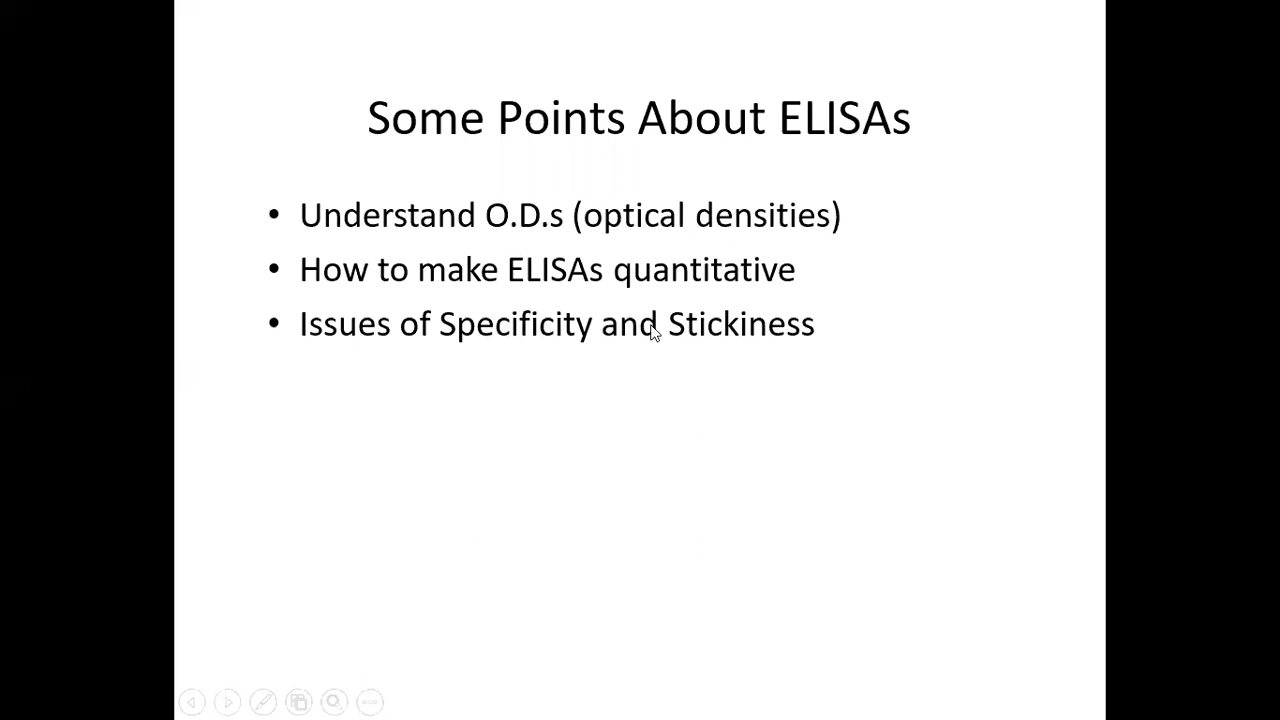 Some Points About ELISAs
• Understand O.D.s (optical densities)
• How to make ELISAs quantitative
• Issues of Specificity and Stickiness